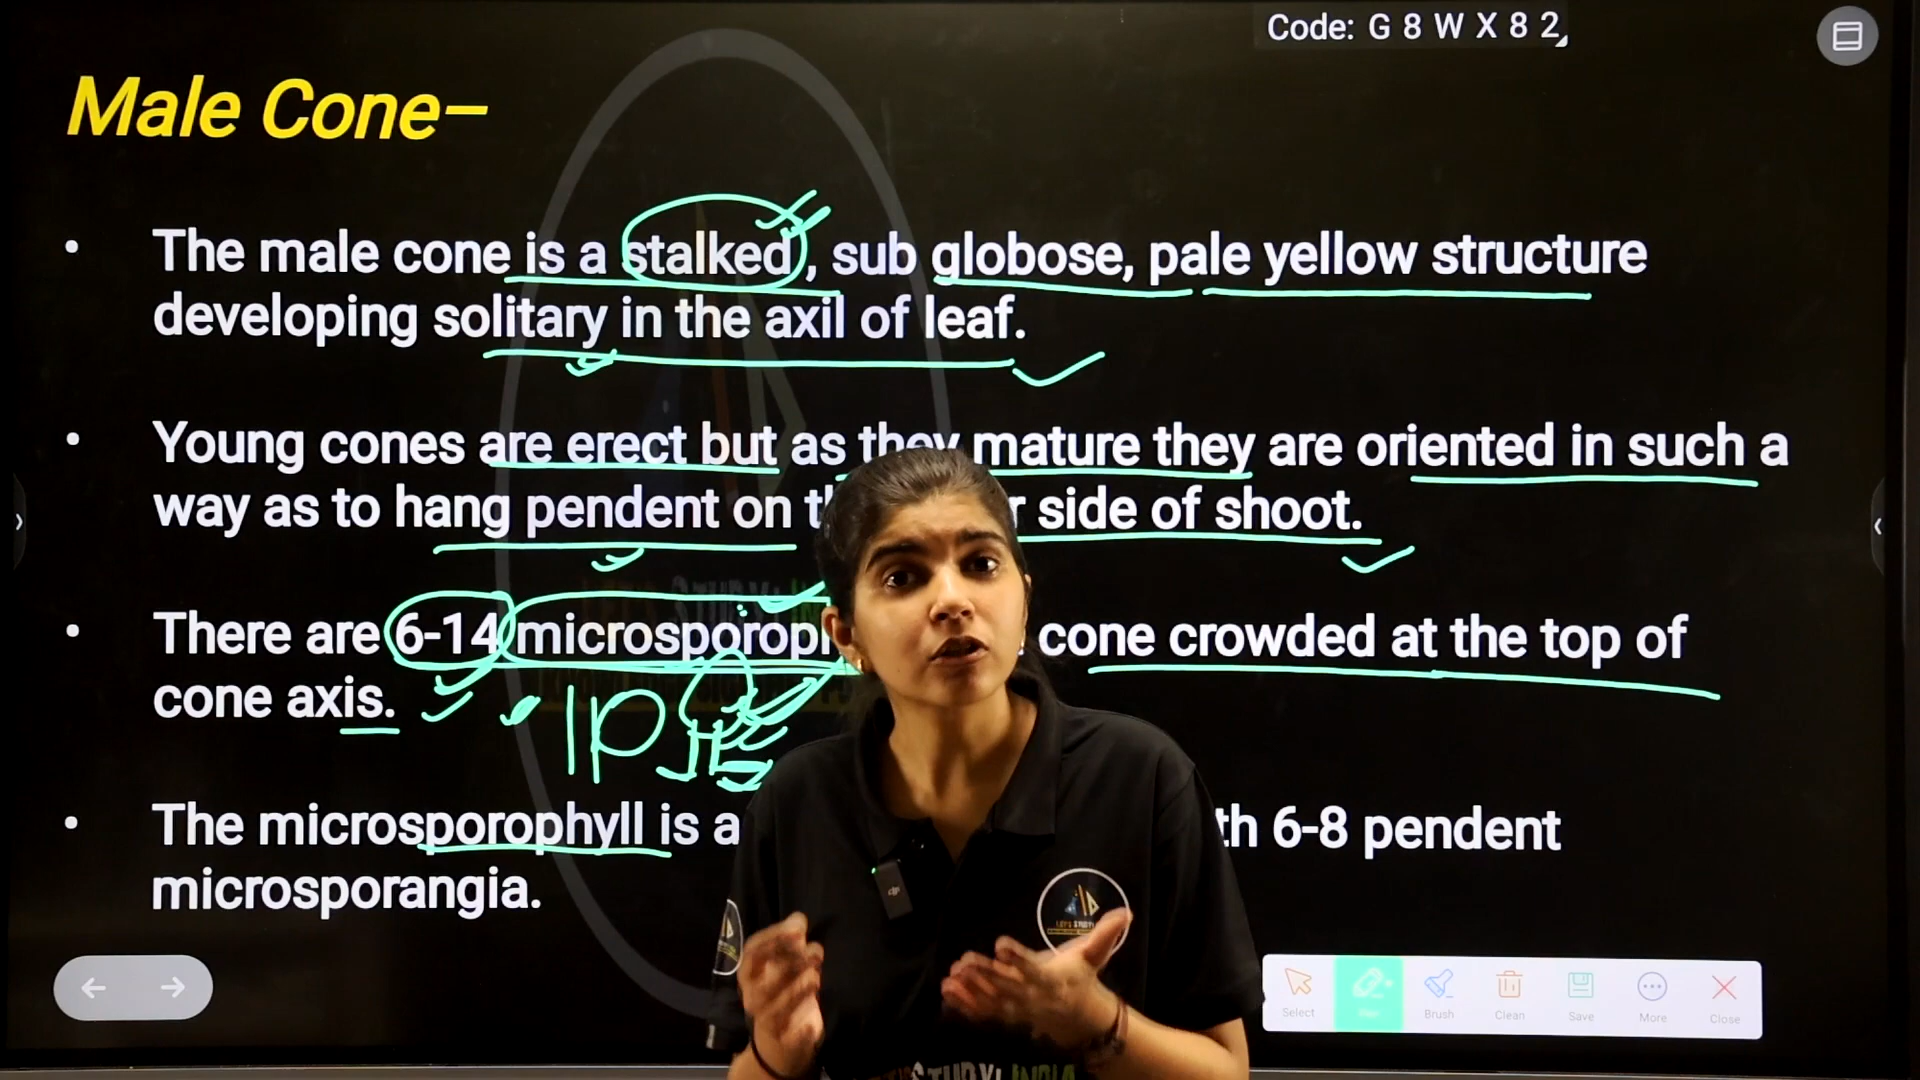 Code: G 8 W X 8 2
Male Cone–
• The male cone is a stalked , sub globose, pale yellow structure
developing solitary in the axil of leaf.
• Young cones are erect but as they mature they are oriented in such a
way as to hang pendent on side of shoot.
• There are 6-14 cone crowded at the top of
cone axis.
• The microsporophyll is a 6-8 pendent
microsporangia.
Select Brush Clean Save More Close